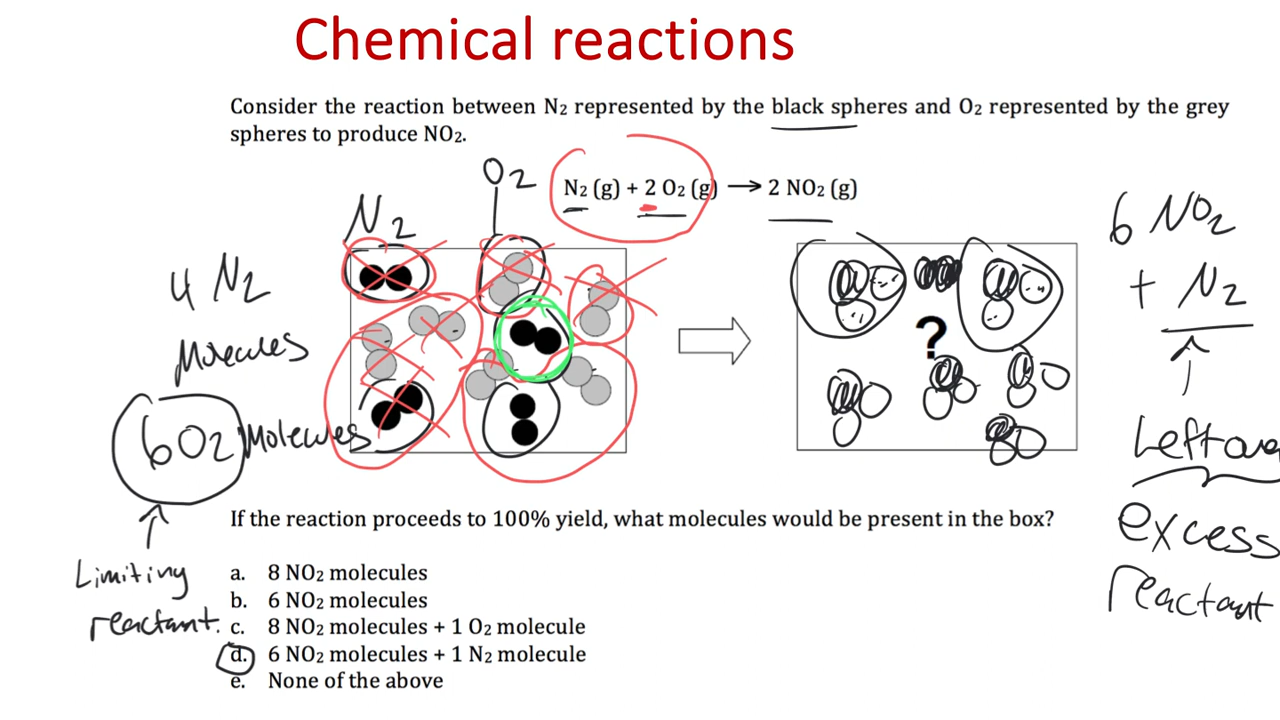 Chemical reactions
Consider the reaction between N2 represented by the black spheres and O2 represented by the grey
spheres to produce NO2.
N2 (g) + 2 O2 (g) → 2 NO2 (g)
O2
N2
4 N2
Molecules
6O2 Molecules
↑
Limiting
reactant.
?
6 NO2
+ N2
↑
Leftove
excess
reactant
If the reaction proceeds to 100% yield, what molecules would be present in the box?
a. 8 NO2 molecules
b. 6 NO2 molecules
c. 8 NO2 molecules + 1 O2 molecule
d. 6 NO2 molecules + 1 N2 molecule
e. None of the above